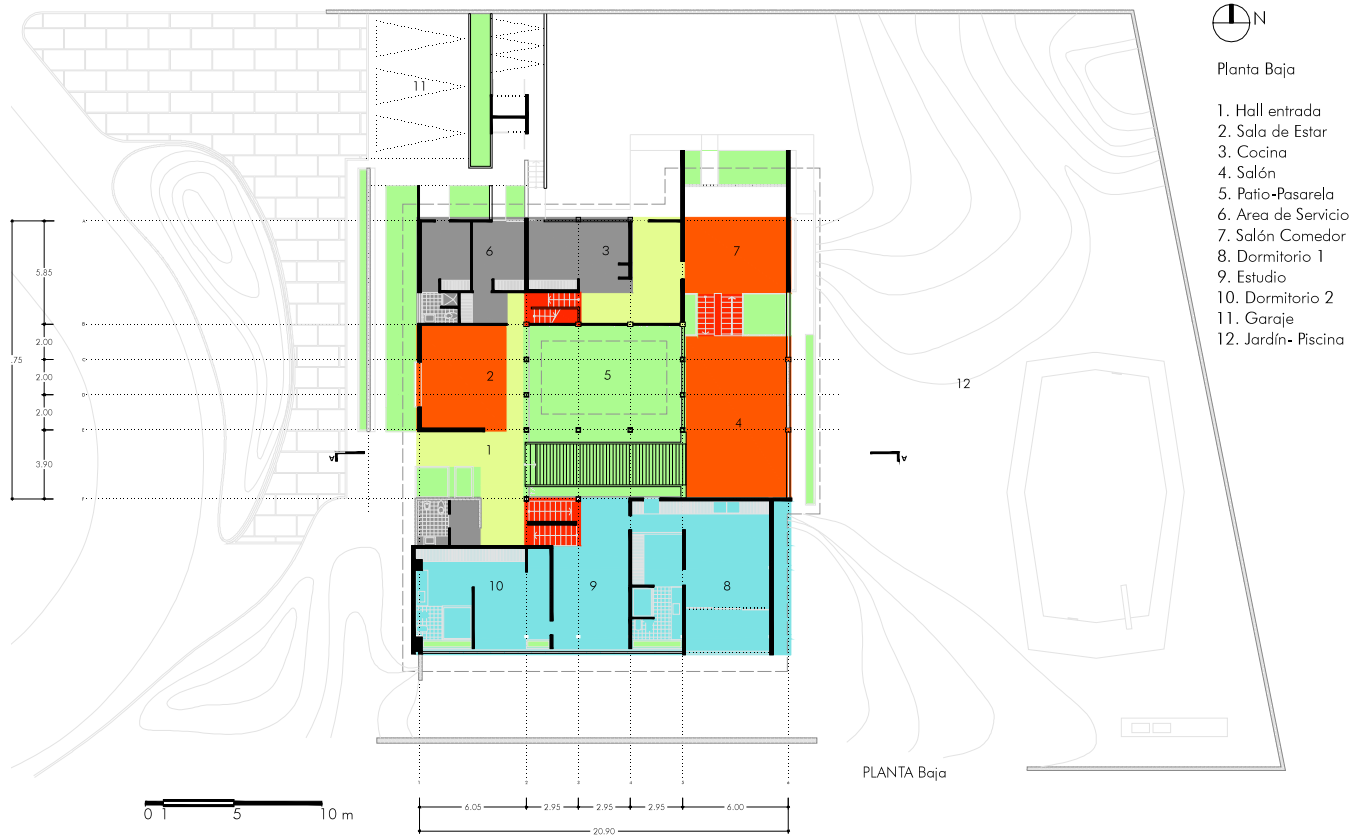 N
Planta Baja
1. Hall entrada
2. Sala de Estar
3. Cocina
4. Salón
5. Patio-Pasarela
6. Area de Servicio
7. Salón Comedor
8. Dormitorio 1
9. Estudio
10. Dormitorio 2
11. Garaje
12. Jardín- Piscina
11
6
3
7
2
5
12
4
1
10
9
8
5.85
2.00
.75
2.00
2.00
3.90
A
A
PLANTA Baja
0 1 5 10 m
6.05 2.95 2.95 2.95 6.00
20.90